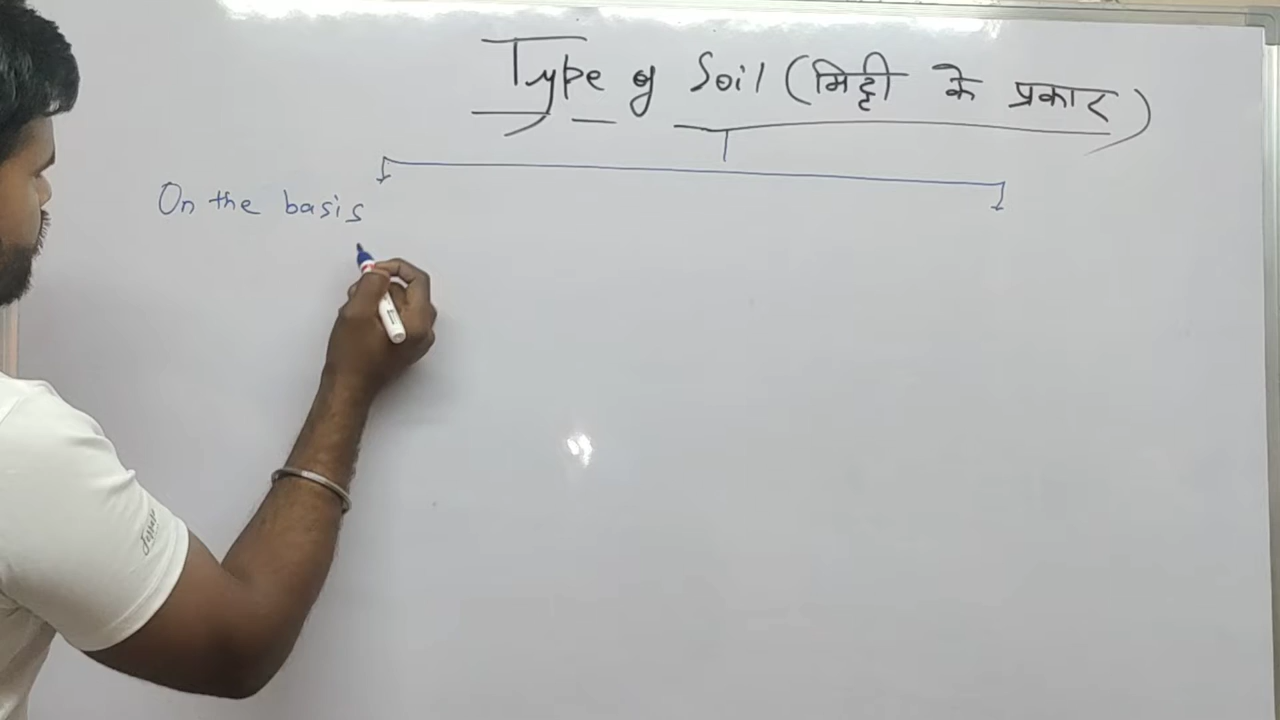 Type of Soil (मिट्टी के प्रकार)
On the basis